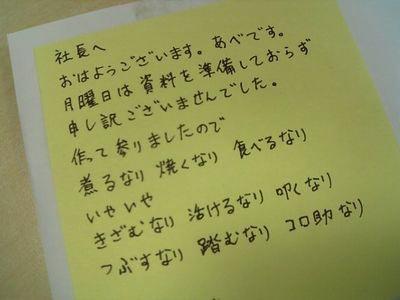 社長へ
おはようございます。あべです。
月曜日は資料を準備しておらず
申し訳ございませんでした。
作って参りましたので
煮るなり 焼くなり 食べるなり
いやいや
きざむなり 活けるなり 叩くなり
つぶすなり 踏むなり コロ助なり